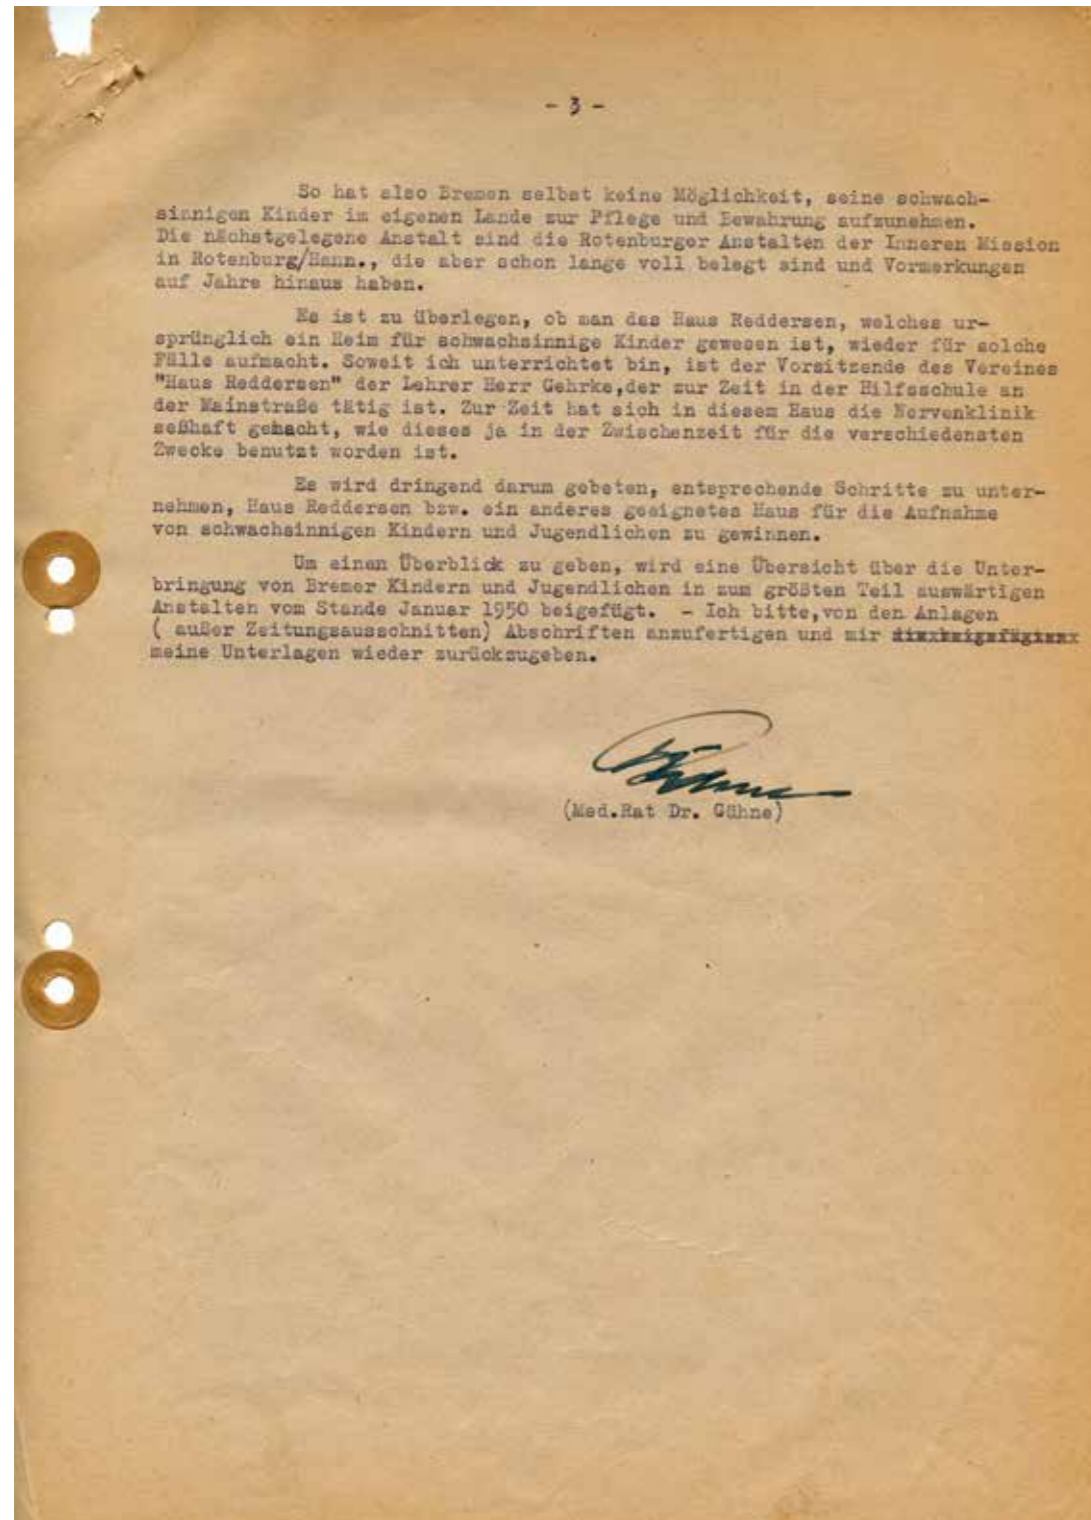 - 3 -
So hat also Bremen selbst keine Möglichkeit, seine schwach-
sinnigen Kinder im eigenen Lande zur Pflege und Bewahrung aufzunehmen.
Die nächstgelegene Anstalt sind die Rotenburger Anstalten der Inneren Mission
in Rotenburg/Hann., die aber schon lange voll belegt sind und Vormerkungen
auf Jahre hinaus haben.
Es ist zu überlegen, ob man das Haus Reddersen, welches ur-
sprünglich ein Heim für schwachsinnige Kinder gewesen ist, wieder für solche
Fälle aufmacht. Soweit ich unterrichtet bin, ist der Vorsitzende des Vereines
"Haus Reddersen" der Lehrer Herr Gehrke,der zur Zeit in der Hilfsschule an
der Mainstraße tätig ist. Zur Zeit hat sich in diesem Haus die Nervenklinik
seßhaft gemacht, wie dieses ja in der Zwischenzeit für die verschiedensten
Zwecke benutzt worden ist.
Es wird dringend darum gebeten, entsprechende Schritte zu unter-
nehmen, Haus Reddersen bzw. ein anderes geeignetes Haus für die Aufnahme
von schwachsinnigen Kindern und Jugendlichen zu gewinnen.
Um einen Überblick zu geben, wird eine Übersicht über die Unter-
bringung von Bremer Kindern und Jugendlichen in zum größten Teil auswärtigen
Anstalten vom Stande Januar 1950 beigefügt. - Ich bitte,von den Anlagen
( außer Zeitungsausschnitten) Abschriften anzufertigen und mir
meine Unterlagen wieder zurückzugeben.
(Med.Rat Dr. Gähne)